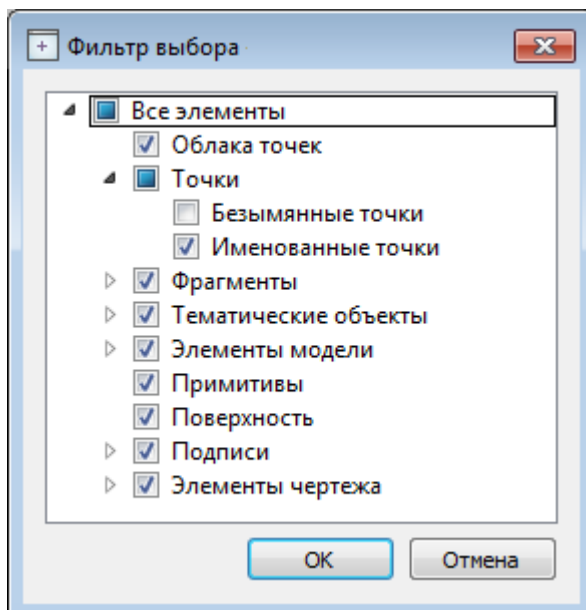 Фильтр выбора
Все элементы
Облака точек
Точки
Безымянные точки
Именованные точки
Фрагменты
Тематические объекты
Элементы модели
Примитивы
Поверхность
Подписи
Элементы чертежа
ОК Отмена